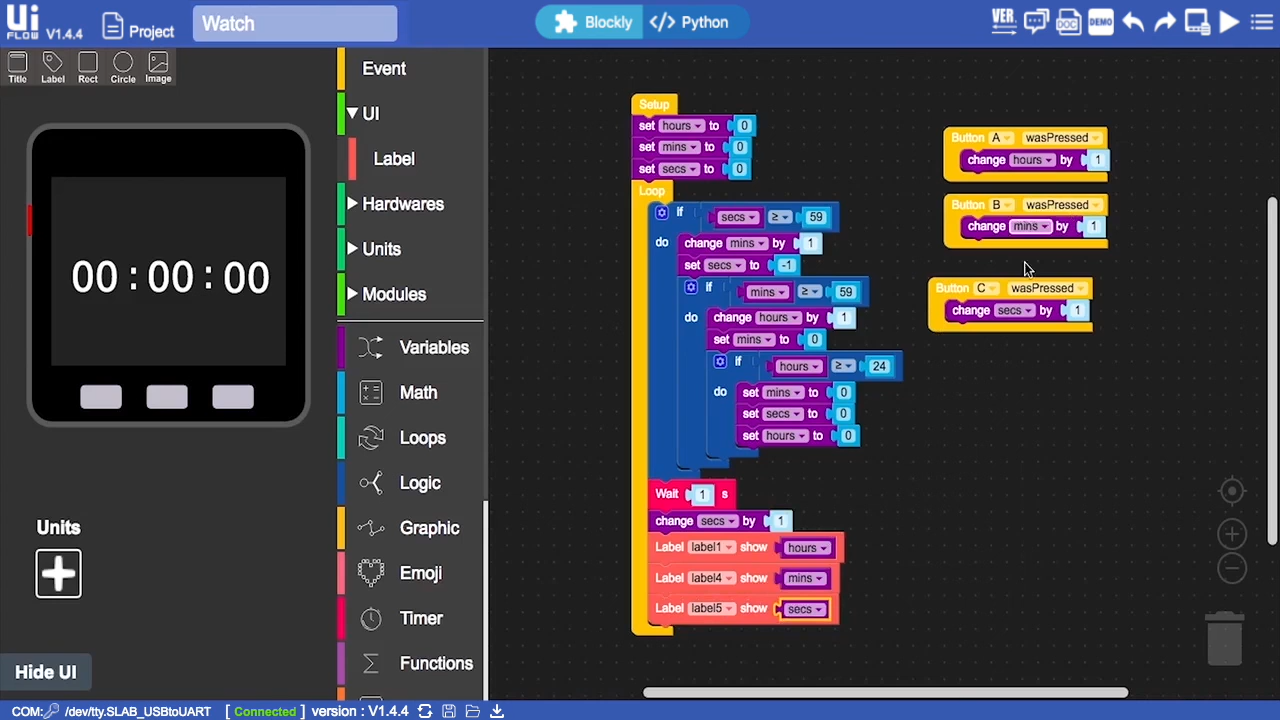 Ui
FLOW V1.4.4
Project
Watch
Blockly
</> Python
VER.
DOC
DEMO
Title
Label
Rect
Circle
Image
00:00:00
Units
Hide UI
Event
UI
Label
Hardwares
Units
Modules
Variables
Math
Loops
Logic
Graphic
Emoji
Timer
Functions
Setup
set hours to 0
set mins to 0
set secs to 0
Loop
if secs ≥ 59
do change mins by 1
set secs to -1
if mins ≥ 59
do change hours by 1
set mins to 0
if hours ≥ 24
do set mins to 0
set secs to 0
set hours to 0
Wait 1 s
change secs by 1
Label label1 show hours
Label label4 show mins
Label label5 show secs
Button A wasPressed
change hours by 1
Button B wasPressed
change mins by 1
Button C wasPressed
change secs by 1
COM: /dev/tty.SLAB_USBtoUART [ Connected ] version : V1.4.4